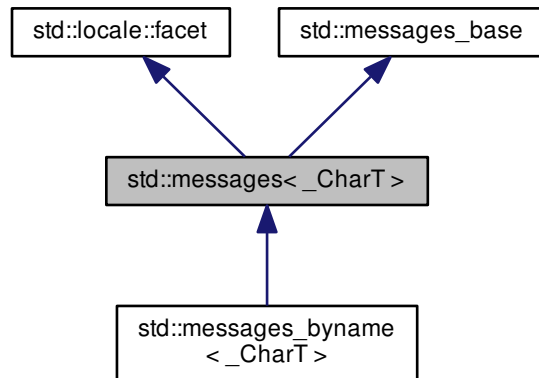 std::locale::facet
std::messages_base
std::messages< _CharT >
std::messages_byname
< _CharT >